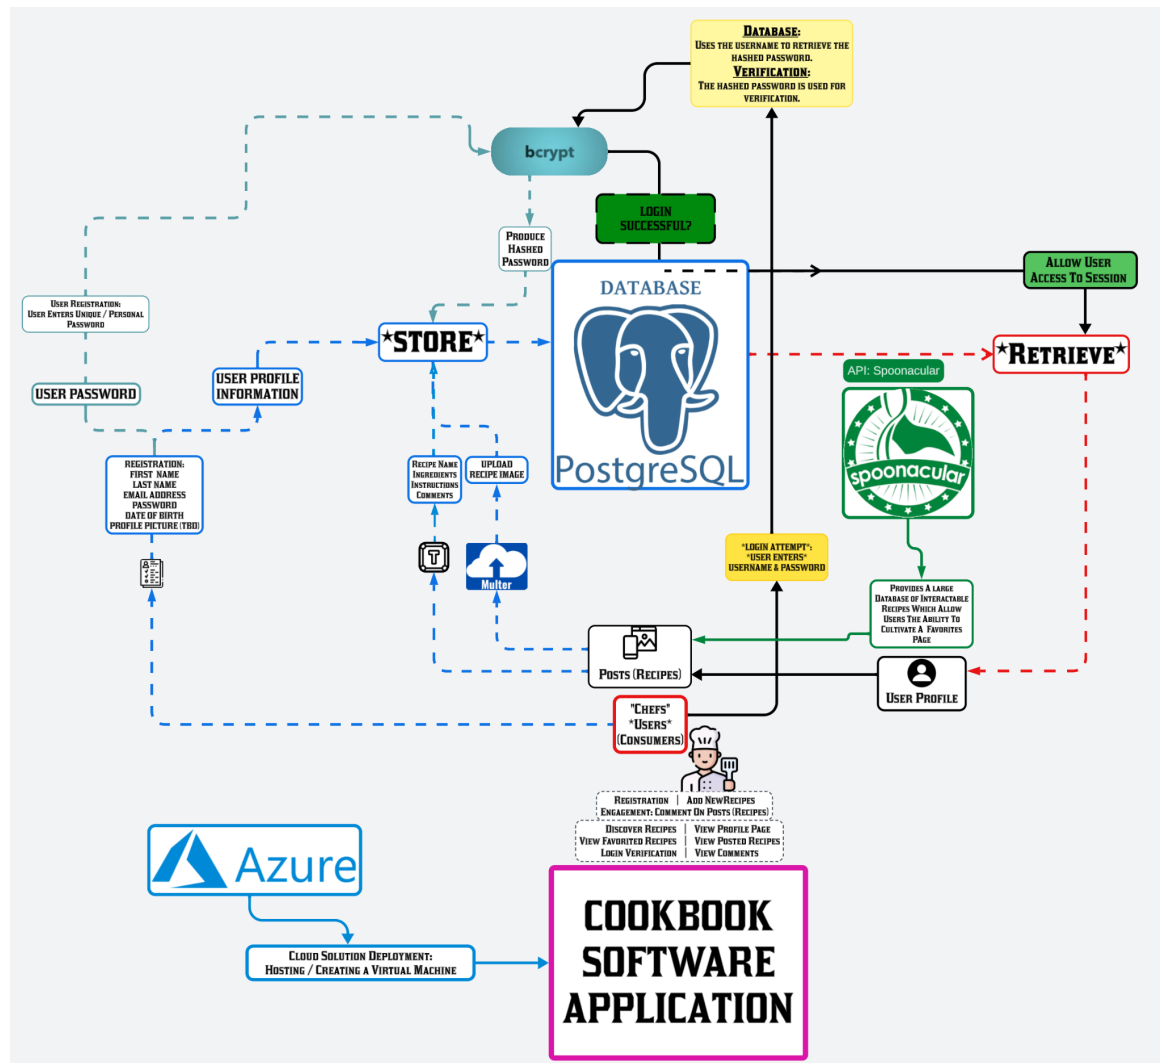 DATABASE:
USES THE USERNAME TO RETRIEVE THE
HASHED PASSWORD.
VERIFICATION:
THE HASHED PASSWORD IS USED FOR
VERIFICATION.
bcrypt
LOGIN
SUCCESSFUL?
PRODUCE
HASHED
PASSWORD
ALLOW USER
ACCESS TO SESSION
USER REGISTRATION:
USER ENTERS UNIQUE / PERSONAL
PASSWORD
*STORE*
DATABASE
PostgreSQL
*RETRIEVE*
API: Spoonacular
spoonacular
USER PASSWORD
USER PROFILE
INFORMATION
REGISTRATION:
FIRST NAME
LAST NAME
EMAIL ADDRESS
PASSWORD
DATE OF BIRTH
PROFILE PICTURE (TBD)
RECIPE NAME
INGREDIENTS
INSTRUCTIONS
COMMENTS
UPLOAD
RECIPE IMAGE
T
Multer
*LOGIN ATTEMPT*:
*USER ENTERS*
USERNAME & PASSWORD
PROVIDES A LARGE
DATABASE OF INTERACTABLE
RECIPES WHICH ALLOW
USERS THE ABILITY TO
CULTIVATE A FAVORITES
PAGE
POSTS (RECIPES)
USER PROFILE
"CHEFS"
*USERS*
(CONSUMERS)
REGISTRATION | ADD NEWRECIPES
ENGAGEMENT: COMMENT ON POSTS (RECIPES)
DISCOVER RECIPES | VIEW PROFILE PAGE
VIEW FAVORITED RECIPES | VIEW POSTED RECIPES
LOGIN VERIFICATION | VIEW COMMENTS
Azure
CLOUD SOLUTION DEPLOYMENT:
HOSTING / CREATING A VIRTUAL MACHINE
COOKBOOK
SOFTWARE
APPLICATION